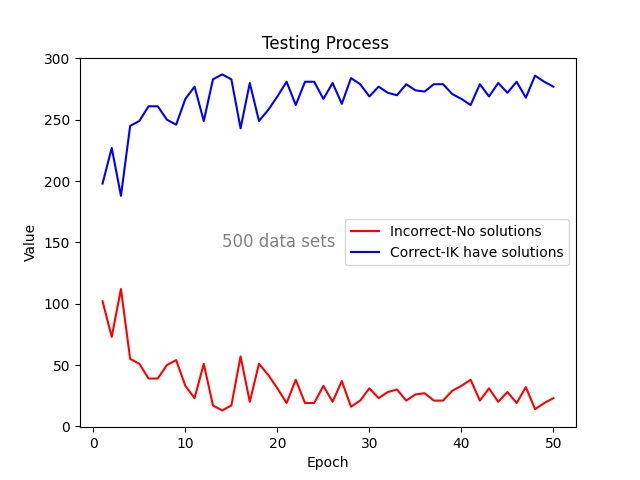 Testing Process
300
250
200
150
100
50
0
Value
500 data sets
Incorrect-No solutions
Correct-IK have solutions
0 10 20 30 40 50
Epoch